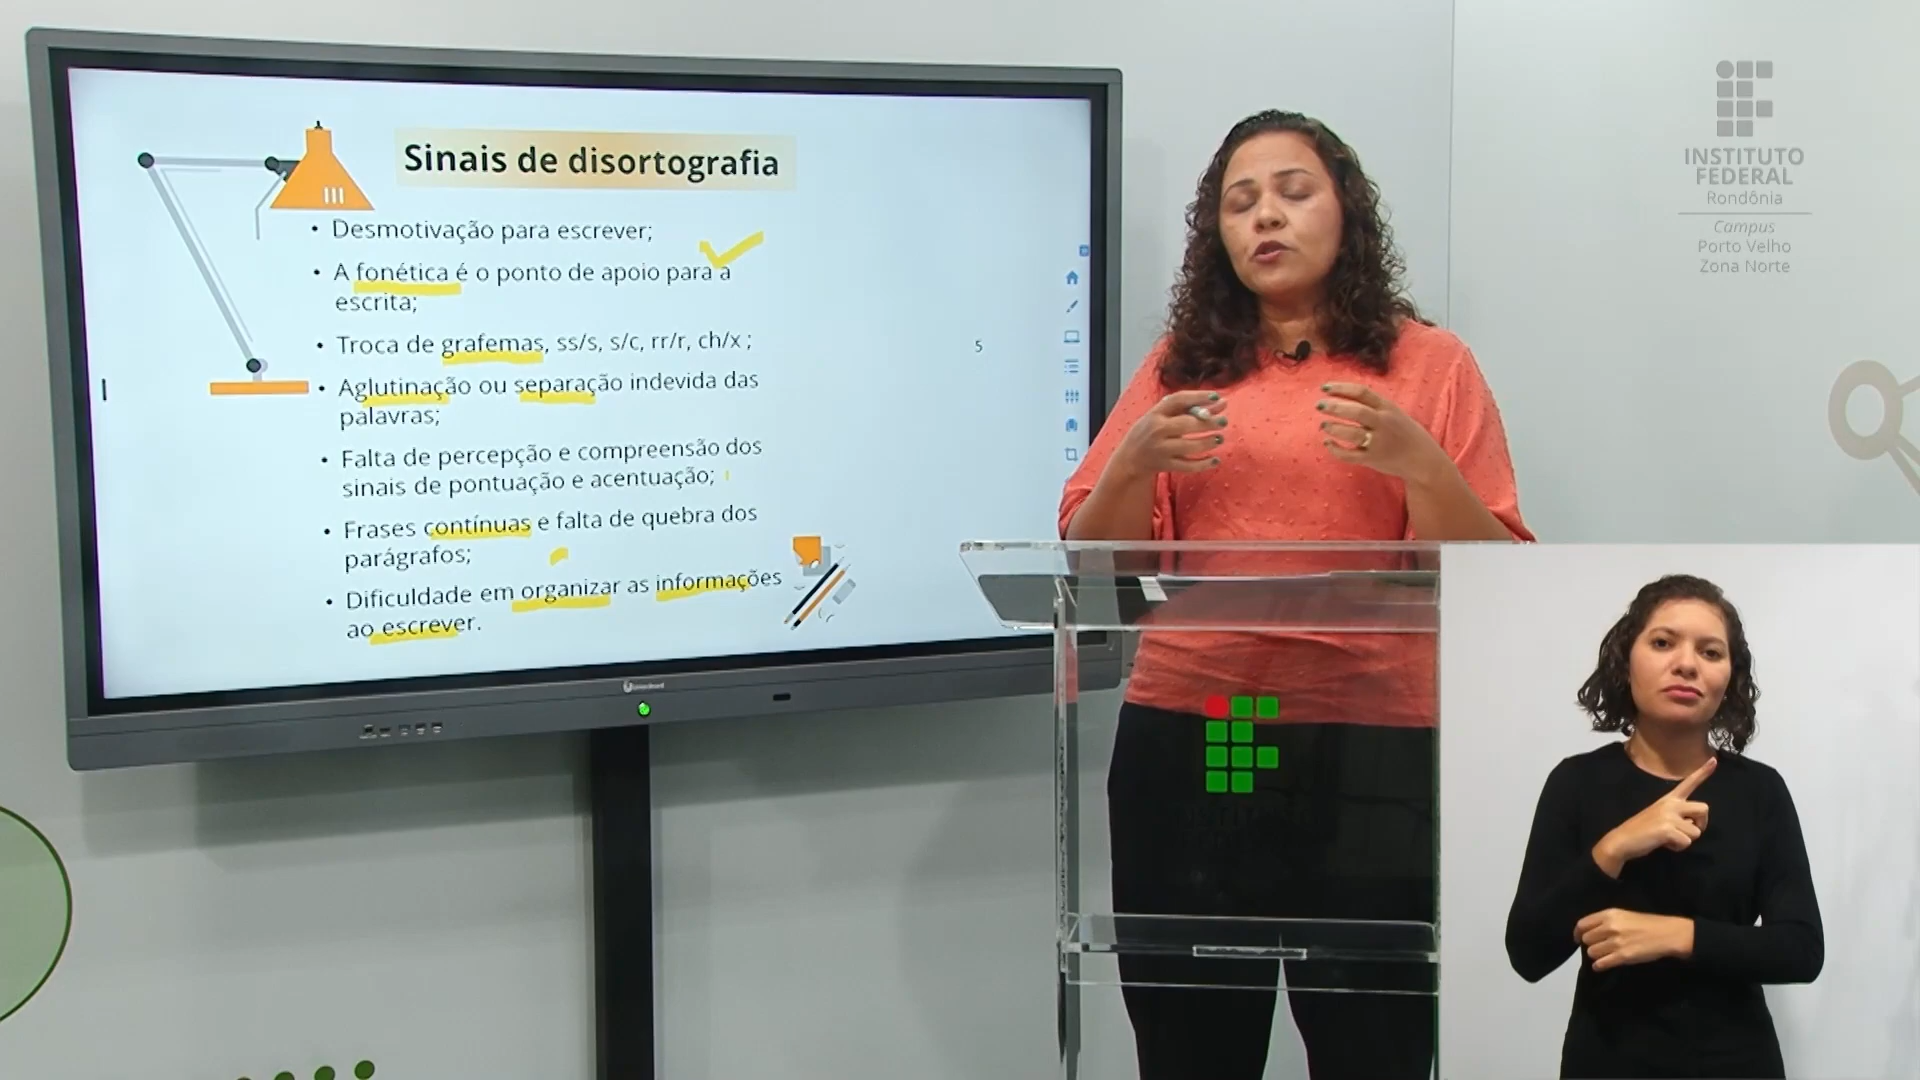 Sinais de disortografia
• Desmotivação para escrever;
• A fonética é o ponto de apoio para a
escrita;
• Troca de grafemas, ss/s, s/c, rr/r, ch/x ;
• Aglutinação ou separação indevida das
palavras;
• Falta de percepção e compreensão dos
sinais de pontuação e acentuação;
• Frases contínuas e falta de quebra dos
parágrafos;
• Dificuldade em organizar as informações
ao escrever.
5
INSTITUTO
FEDERAL
Rondônia
Campus
Porto Velho
Zona Norte